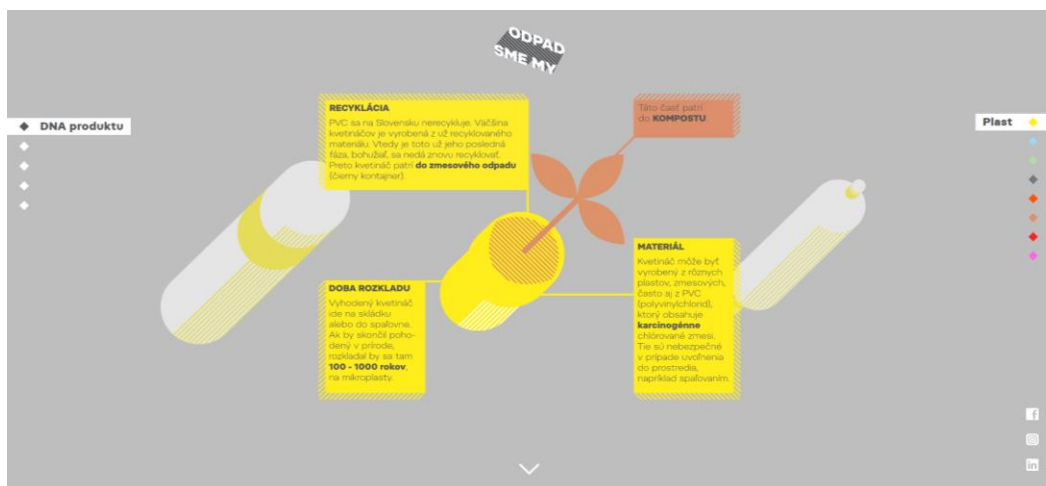 ODPAD
SME MY
DNA produktu
RECYKLÁCIA
PVC sa na Slovensku nerecykluje. Väčšina
kvetináčov je vyrobená z už recyklovaného
materiálu. Vtedy je toto už jeho posledná
fáza, bohužiaľ, sa nedá znovu recyklovať.
Preto kvetináč patrí do zmesového odpadu
(čierny kontajner).
Táto časť patrí
do KOMPOSTU.
Plast
DOBA ROZKLADU
Vyhodený kvetináč
ide na skládku
alebo do spaľovne.
Ak by skončil poho-
dený v prírode,
rozkladal by sa tam
100 - 1000 rokov,
na mikroplasty.
MATERIÁL
Kvetináč môže byť
vyrobený z rôznych
plastov, zmesových,
často aj z PVC
(polyvinylchlorid),
ktorý obsahuje
karcinogénne
chlórované zmesi.
Tie sú nebezpečné
v prípade uvoľnenia
do prostredia,
napríklad spaľovaním.
f
in